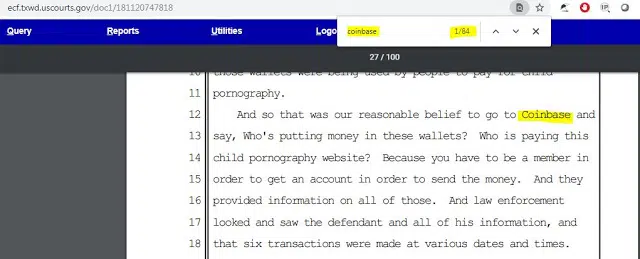 ecf.txwd.uscourts.gov/doc1/181120747818
coinbase 1/84
Query Reports Utilities Logo
27 / 100
10 those wallets were being used by people to pay for child
11 pornography.
12 And so that was our reasonable belief to go to Coinbase and
13 say, Who's putting money in these wallets? Who is paying this
14 child pornography website? Because you have to be a member in
15 order to get an account in order to send the money. And they
16 provided information on all of those. And law enforcement
17 looked and saw the defendant and all of his information, and
18 that six transactions were made at various dates and times.